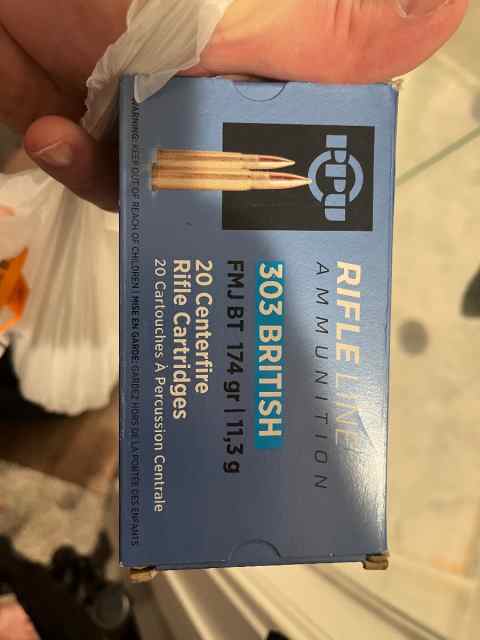 PPU
RIFLE LINE
AMMUNITION
303 BRITISH
FMJ BT 174 gr | 11,3 g
20 Centerfire
Rifle Cartridges
20 Cartouches À Percussion Centrale
WARNING: KEEP OUT OF REACH OF CHILDREN | MISE EN GARDE: GARDEZ HORS DE LA PORTÉE DES ENFANTS